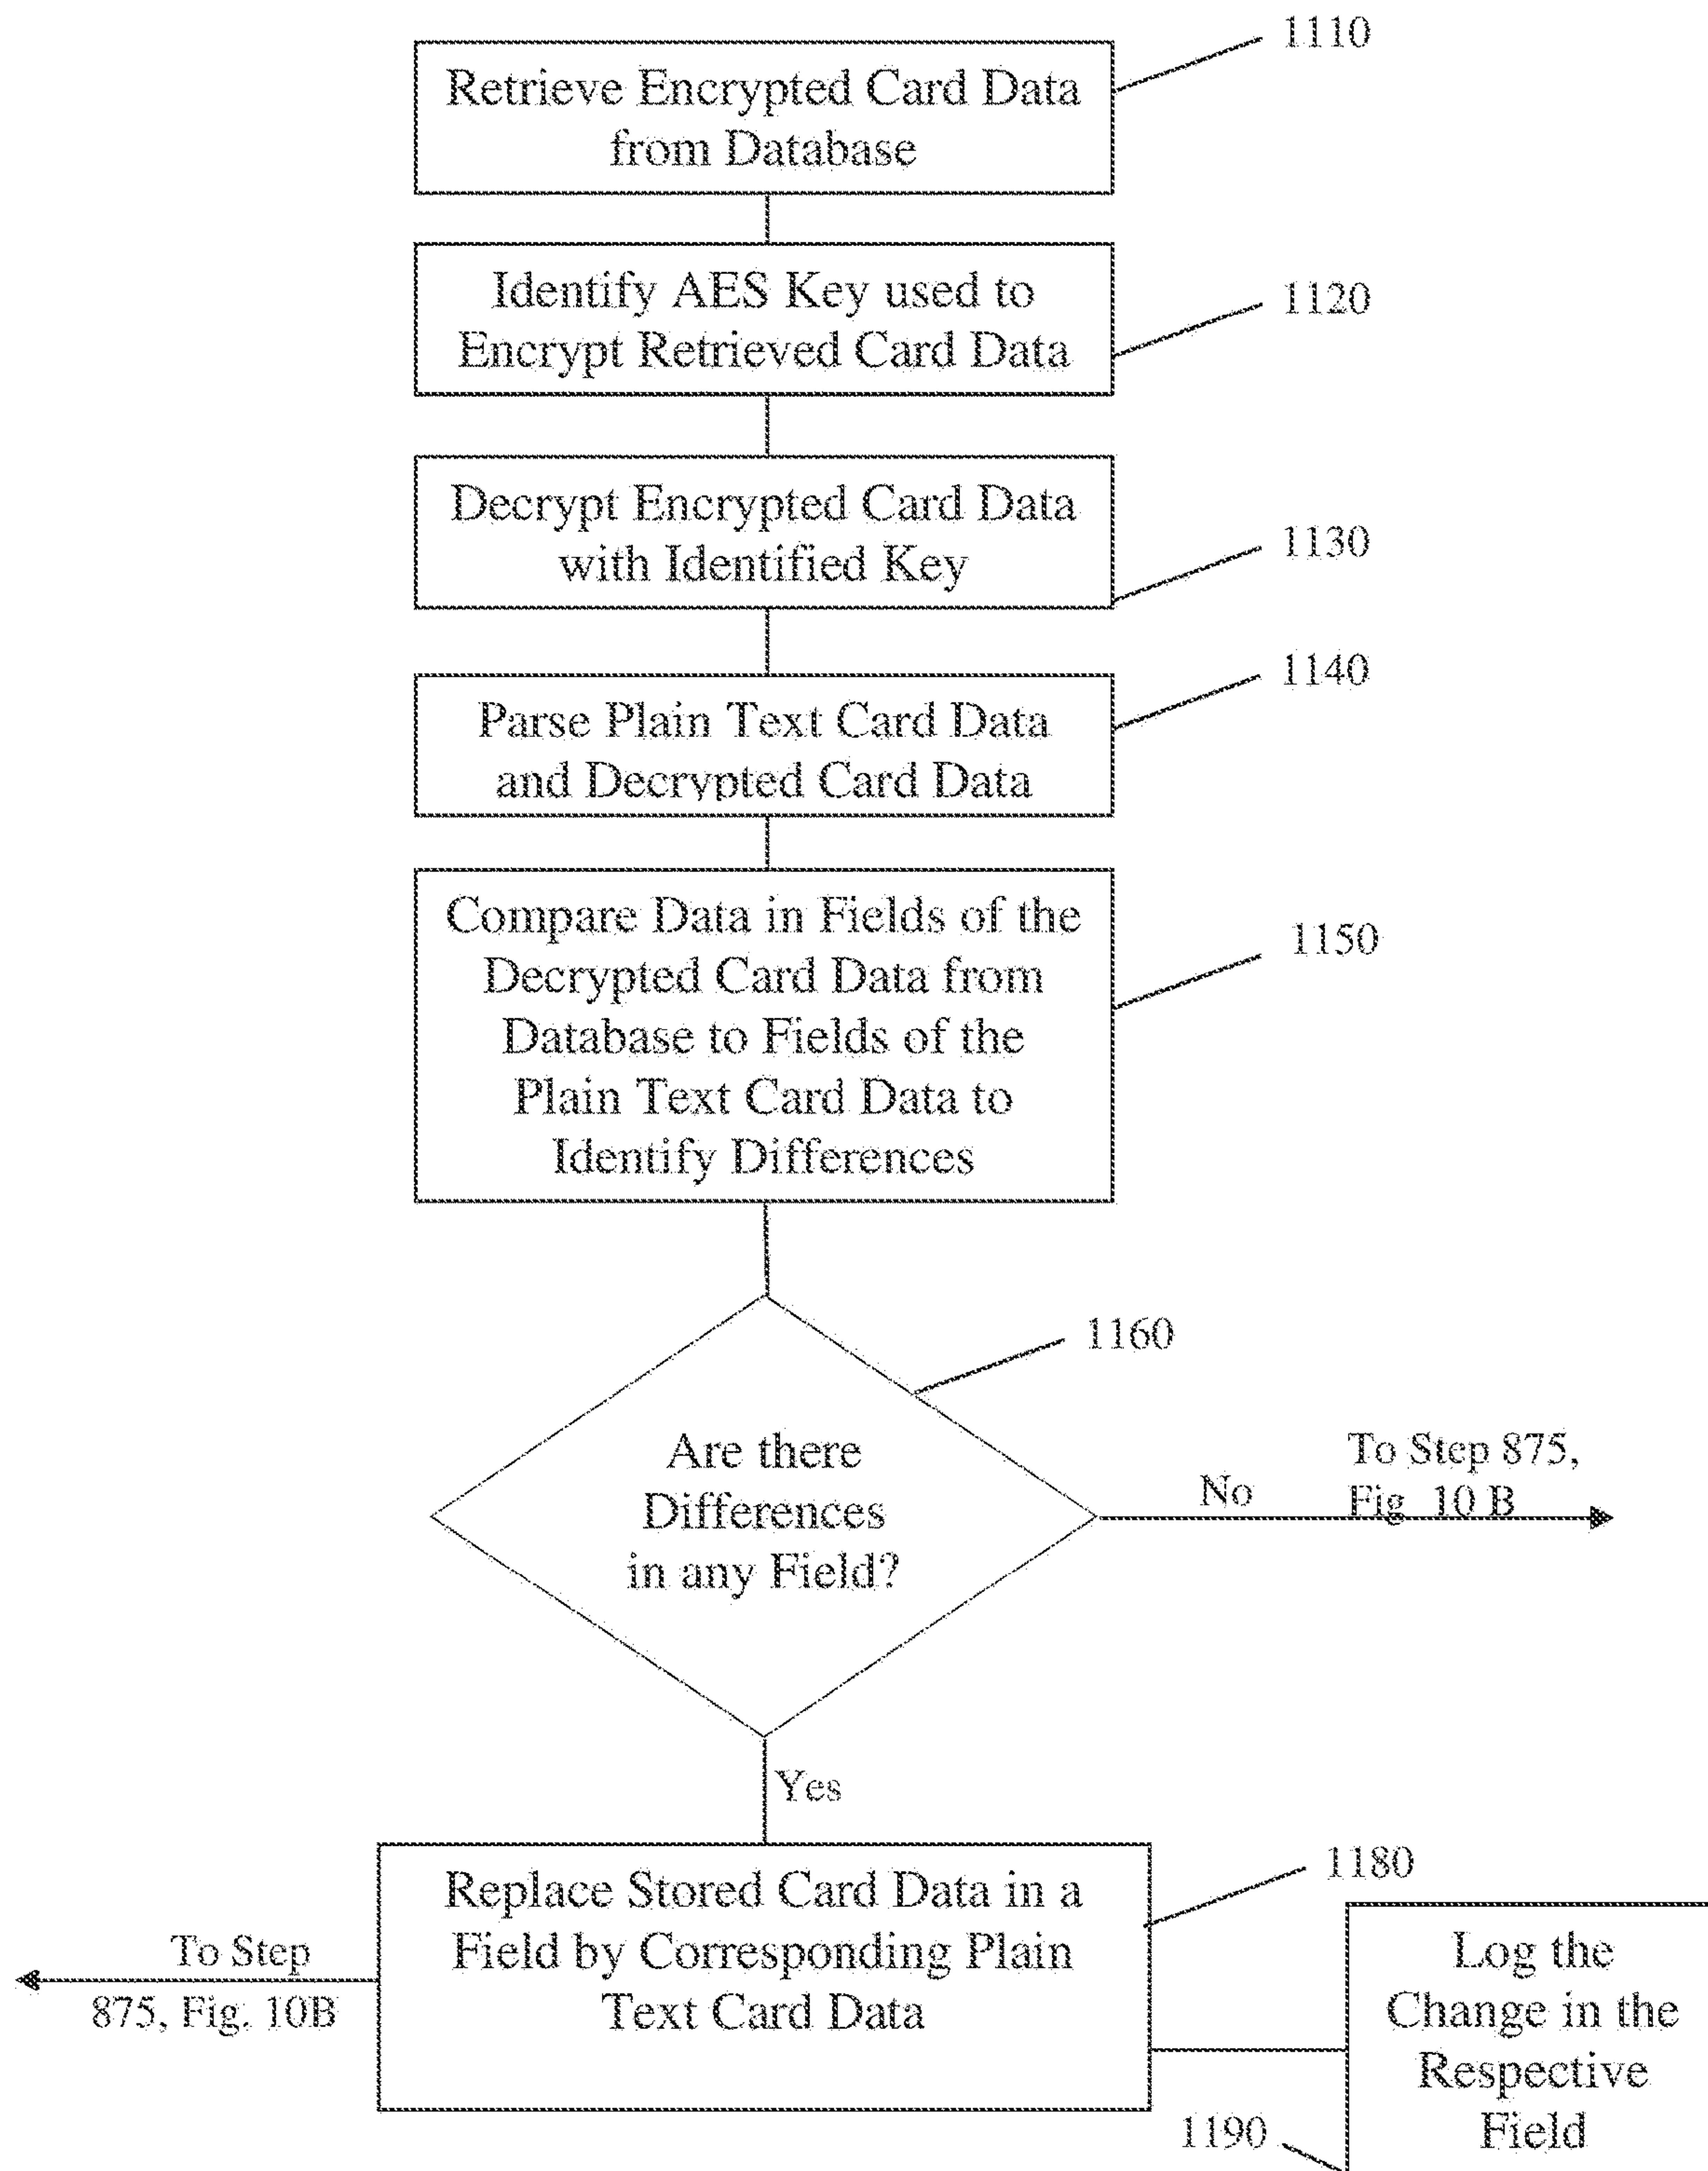 1110
Retrieve Encrypted Card Data
from Database
Identify AES Key used to
Encrypt Retrieved Card Data
1120
Decrypt Encrypted Card Data
with Identified Key
1130
1140
Parse Plain Text Card Data
and Decrypted Card Data
Compare Data in Fields of the
Decrypted Card Data from
Database to Fields of the
Plain Text Card Data to
Identify Differences
1150
1160
Are there
Differences
in any Field?
No
To Step 875,
Fig. 10 B
Yes
Replace Stored Card Data in a
Field by Corresponding Plain
Text Card Data
1180
To Step
875, Fig. 10B
Log the
Change in the
Respective
Field
1190